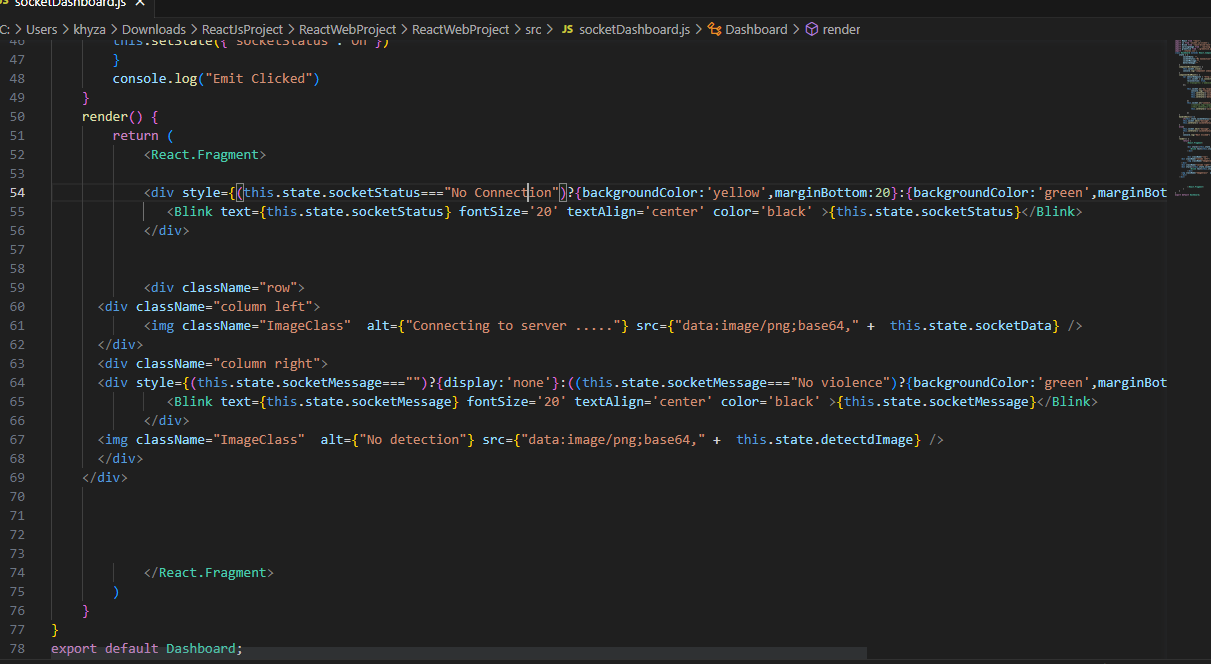 socketDashboard.js ×
C: > Users > khyza > Downloads > ReactJsProject > ReactWebProject > ReactWebProject > src > JS socketDashboard.js > Dashboard > render
46 this.setState({ socketStatus : 'on'})
47 }
48 console.log("Emit Clicked")
49 }
50 render() {
51 return (
52 <React.Fragment>
53
54 <div style={(this.state.socketStatus==="No Connection")?{backgroundColor:'yellow',marginBottom:20}:{backgroundColor:'green',marginBot
55 <Blink text={this.state.socketStatus} fontSize='20' textAlign='center' color='black' >{this.state.socketStatus}</Blink>
56 </div>
57
58
59 <div className="row">
60 <div className="column left">
61 <img className="ImageClass"  alt={"Connecting to server ....."} src={"data:image/png;base64," +  this.state.socketData} />
62 </div>
63 <div className="column right">
64 <div style={(this.state.socketMessage==="")?{display:'none'}:((this.state.socketMessage==="No violence")?{backgroundColor:'green',marginBot
65 <Blink text={this.state.socketMessage} fontSize='20' textAlign='center' color='black' >{this.state.socketMessage}</Blink>
66 </div>
67 <img className="ImageClass"  alt={"No detection"} src={"data:image/png;base64," +  this.state.detectdImage} />
68 </div>
69 </div>
70
71
72
73
74 </React.Fragment>
75 )
76 }
77 }
78 export default Dashboard;